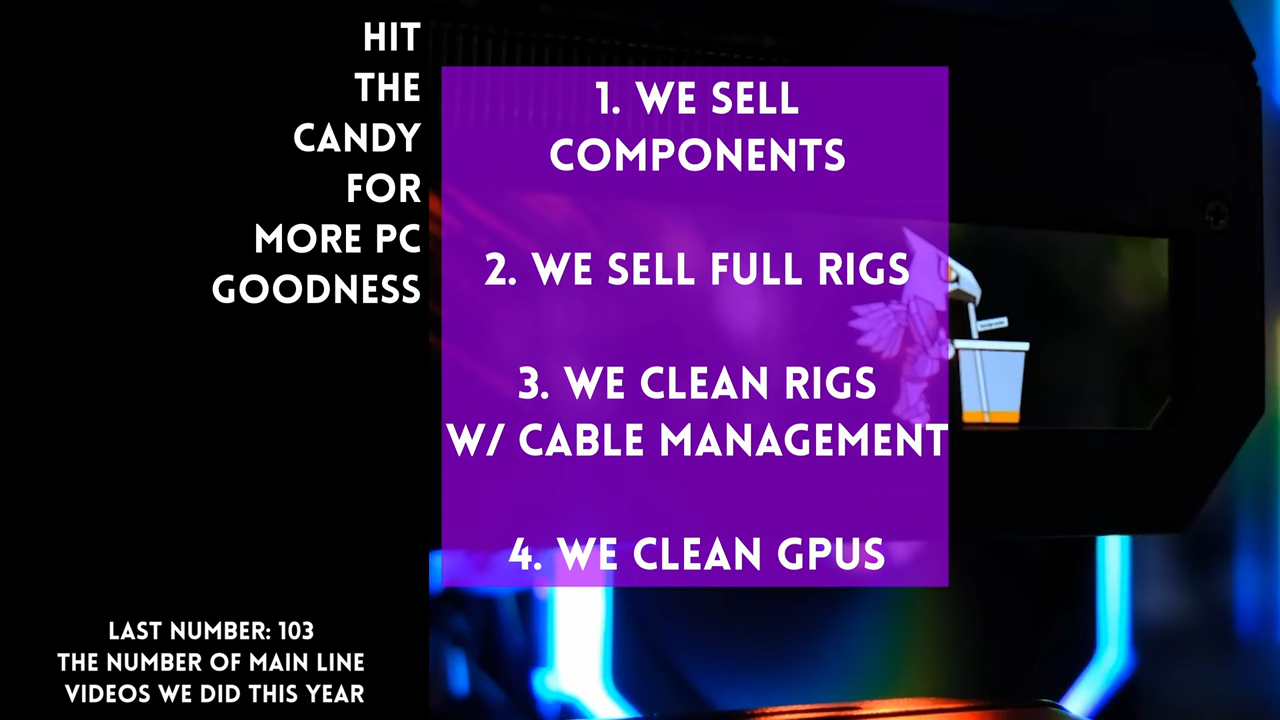 HIT
THE
CANDY
FOR
MORE PC
GOODNESS
1. WE SELL
COMPONENTS
2. WE SELL FULL RIGS
3. WE CLEAN RIGS
W/ CABLE MANAGEMENT
4. WE CLEAN GPUS
LAST NUMBER: 103
THE NUMBER OF MAIN LINE
VIDEOS WE DID THIS YEAR